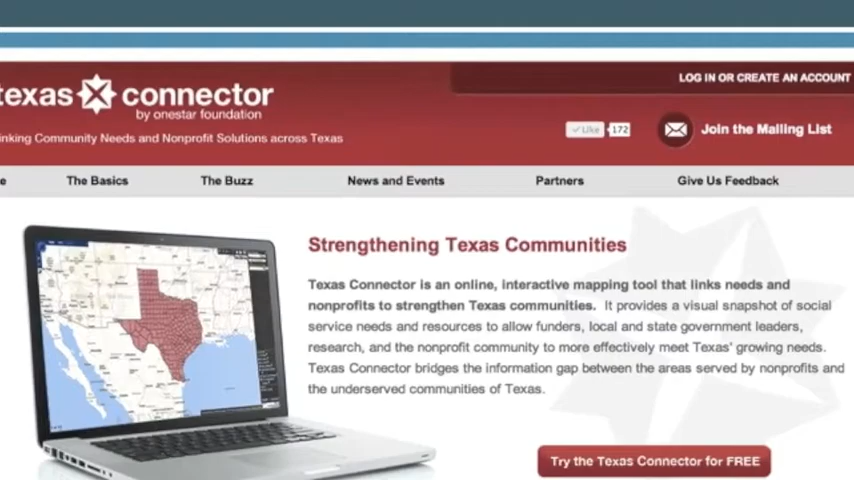 LOG IN OR CREATE AN ACCOUNT
texas connector
by onestar foundation
inking Community Needs and Nonprofit Solutions across Texas
Like 172
Join the Mailing List
e The Basics The Buzz News and Events Partners Give Us Feedback
Strengthening Texas Communities
Texas Connector is an online, interactive mapping tool that links needs and
nonprofits to strengthen Texas communities. It provides a visual snapshot of social
service needs and resources to allow funders, local and state government leaders,
research, and the nonprofit community to more effectively meet Texas' growing needs.
Texas Connector bridges the information gap between the areas served by nonprofits and
the underserved communities of Texas.
Try the Texas Connector for FREE